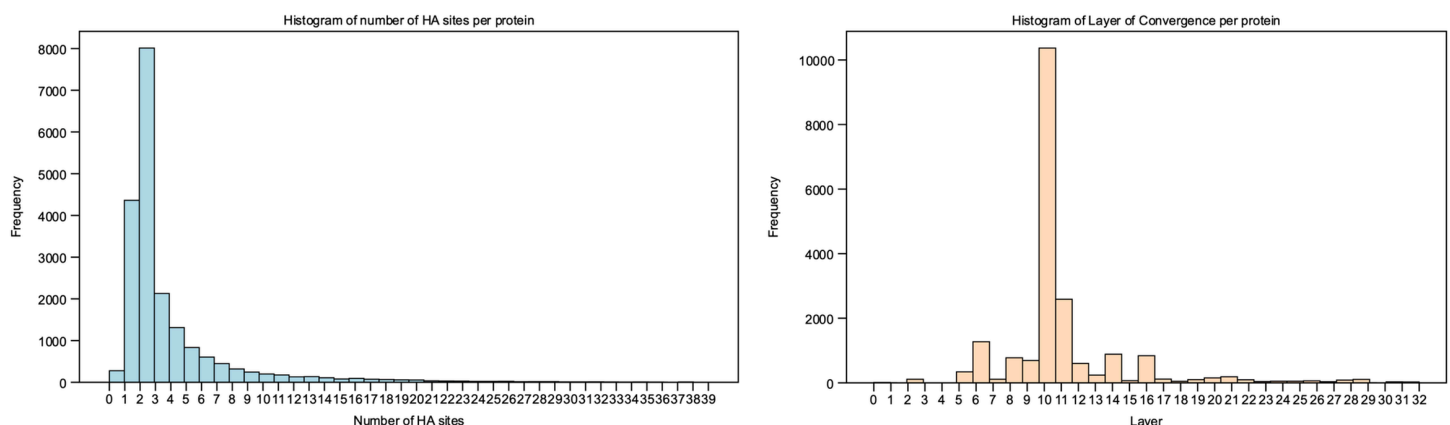 Histogram of number of HA sites per protein
8000
7000
6000
5000
4000
3000
2000
1000
0
Frequency
0 1 2 3 4 5 6 7 8 9 10 11 12 13 14 15 16 17 18 19 20 21 22 23 24 25 26 27 28 29 30 31 32 33 34 35 36 37 38 39
Number of HA sites
Histogram of Layer of Convergence per protein
10000
8000
6000
4000
2000
0
Frequency
0 1 2 3 4 5 6 7 8 9 10 11 12 13 14 15 16 17 18 19 20 21 22 23 24 25 26 27 28 29 30 31 32
Layer